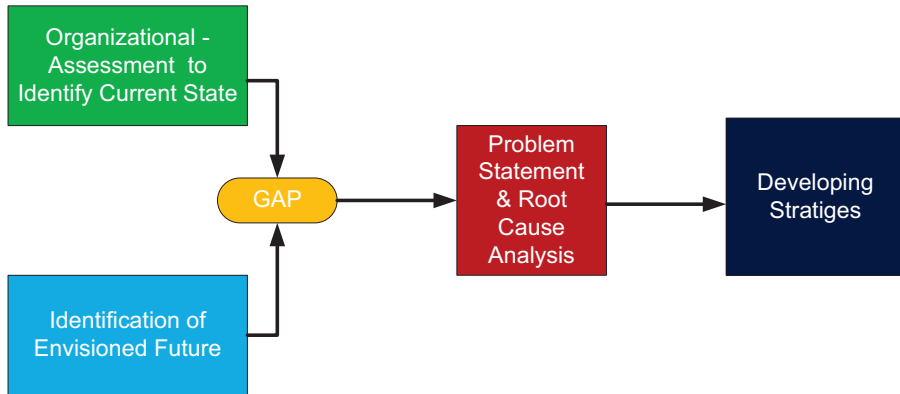 Organizational -
Assessment to
Identify Current State
GAP
Identification of
Envisioned Future
Problem
Statement
& Root
Cause
Analysis
Developing
Stratiges